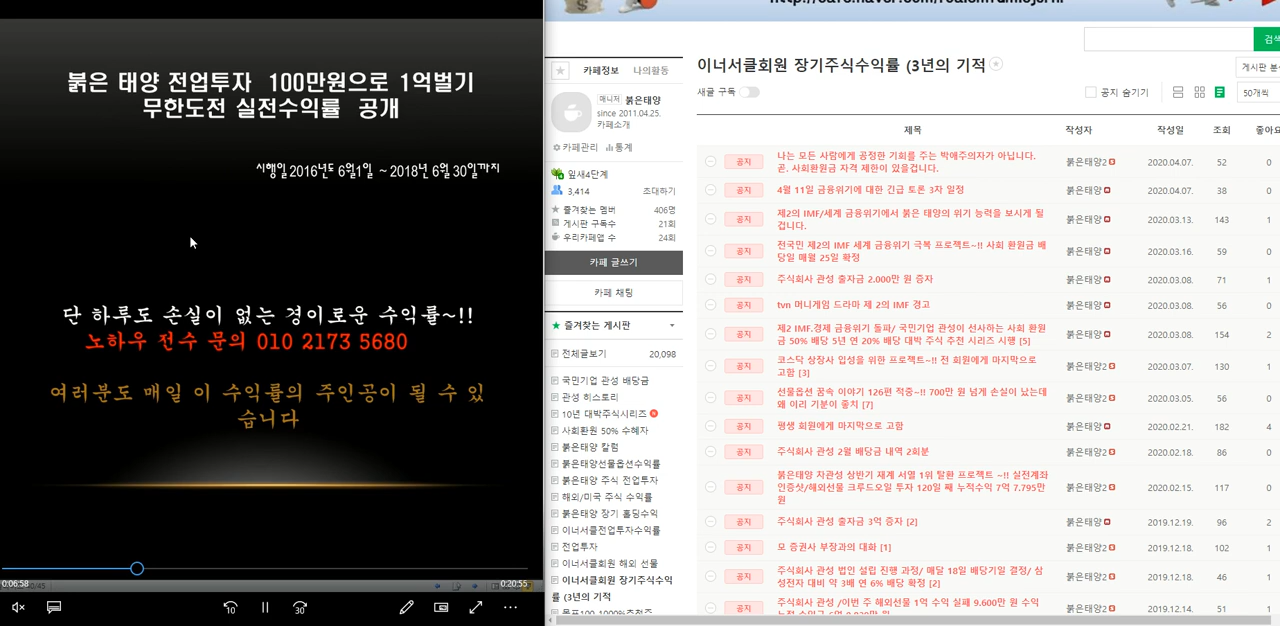 붉은 태양 전업투자 100만원으로 1억벌기
무한도전 실전수익률 공개
시행일2016년도 6월1일 ~2018년 6월 30일까지
단 하루도 손실이 없는 경이로운 수익률~!!
노하우 전수 문의 010 2173 5680
여러분도 매일 이 수익률의 주인공이 될 수 있
습니다
0:06:58
0:20:55
10
30
검색
카페정보 나의활동
매니저 붉은태양
since 2011.04.25.
카페소개
카페관리 통계
잎새4단계
3,414 초대하기
즐겨찾는 멤버 406명
게시판 구독수 21회
우리카페앱 수 24회
카페 글쓰기
카페 채팅
즐겨찾는 게시판
전체글보기 20,098
국민기업 관성 배당금
관성 히스토리
10년 대박주식시리즈
사회환원 50% 수혜자
붉은태양 칼럼
붉은태양선물옵션수익률
붉은태양 주식 전업투자
해외/미국 주식 수익률
붉은태양 장기 홀딩수익
이너서클전업투자수익률
전업투자
이너서클회원 해외 선물
이너서클회원 장기주식수익
률 (3년의 기적
이너서클회원 장기주식수익률 (3년의 기적
새글 구독
공지 숨기기
50개씩
제목 작성자 작성일 조회 좋아요
공지 나는 모든 사람에게 공정한 기회를 주는 박애주의자가 아닙니다.
곧. 사회환원금 자격 제한이 있을겁니다. 붉은태양2 2020.04.07. 52 0
공지 4월 11일 금융위기에 대한 긴급 토론 3차 일정 붉은태양 2020.04.07. 38 0
공지 제2의 IMF/세계 금융위기에서 붉은 태양의 위기 능력을 보시게 될
겁니다. 붉은태양 2020.03.13. 143 1
공지 전국민 제2의 IMF 세계 금융위기 극복 프로젝트~!! 사회 환원금 배
당일 매월 25일 확정 붉은태양 2020.03.16. 59 0
공지 주식회사 관성 출자금 2.000만 원 증자 붉은태양 2020.03.08. 71 1
공지 tvn 머니게임 드라마 제 2의 IMF 경고 붉은태양 2020.03.08. 56 0
공지 제2 IMF.경제 금융위기 돌파/ 국민기업 관성이 선사하는 사회 환원
금 50% 배당 5년 연 20% 배당 대박 주식 추천 시리즈 시행 [5] 붉은태양 2020.03.08. 154 2
공지 코스닥 상장사 입성을 위한 프로젝트~!! 전 회원에게 마지막으로
고함 [3] 붉은태양2 2020.03.07. 130 1
공지 선물옵션 꿈속 이야기 126편 적중~!! 700만 원 넘게 손실이 났는데
왜 이리 기분이 좋치 [7] 붉은태양2 2020.03.05. 56 0
공지 평생 회원에게 마지막으로 고함 붉은태양 2020.02.21. 182 4
공지 주식회사 관성 2월 배당금 내역 2회분 붉은태양2 2020.02.18. 86 0
공지 붉은태양 자관성 상반기 재계 서열 1위 탈환 프로젝트 ~!! 실전계좌
인증샷/해외선물 크루드오일 투자 120일 째 누적수익 7억 7.795만
원 붉은태양2 2020.02.15. 117 0
공지 주식회사 관성 출자금 3억 증자 [2] 붉은태양 2019.12.19. 96 2
공지 모 증권사 부장과의 대화 [1] 붉은태양2 2019.12.18. 102 1
공지 주식회사 관성 법인 설립 진행 과정/ 매달 18일 배당기일 결정/ 삼
성전자 대비 약 3배 연 6% 배당 확정 [2] 붉은태양2 2019.12.18. 46 1
공지 주식회사 관성 /이번 주 해외선물 1억 수익 실패 9.600만 원 수익 붉은태양2 2019.12.14. 51 1